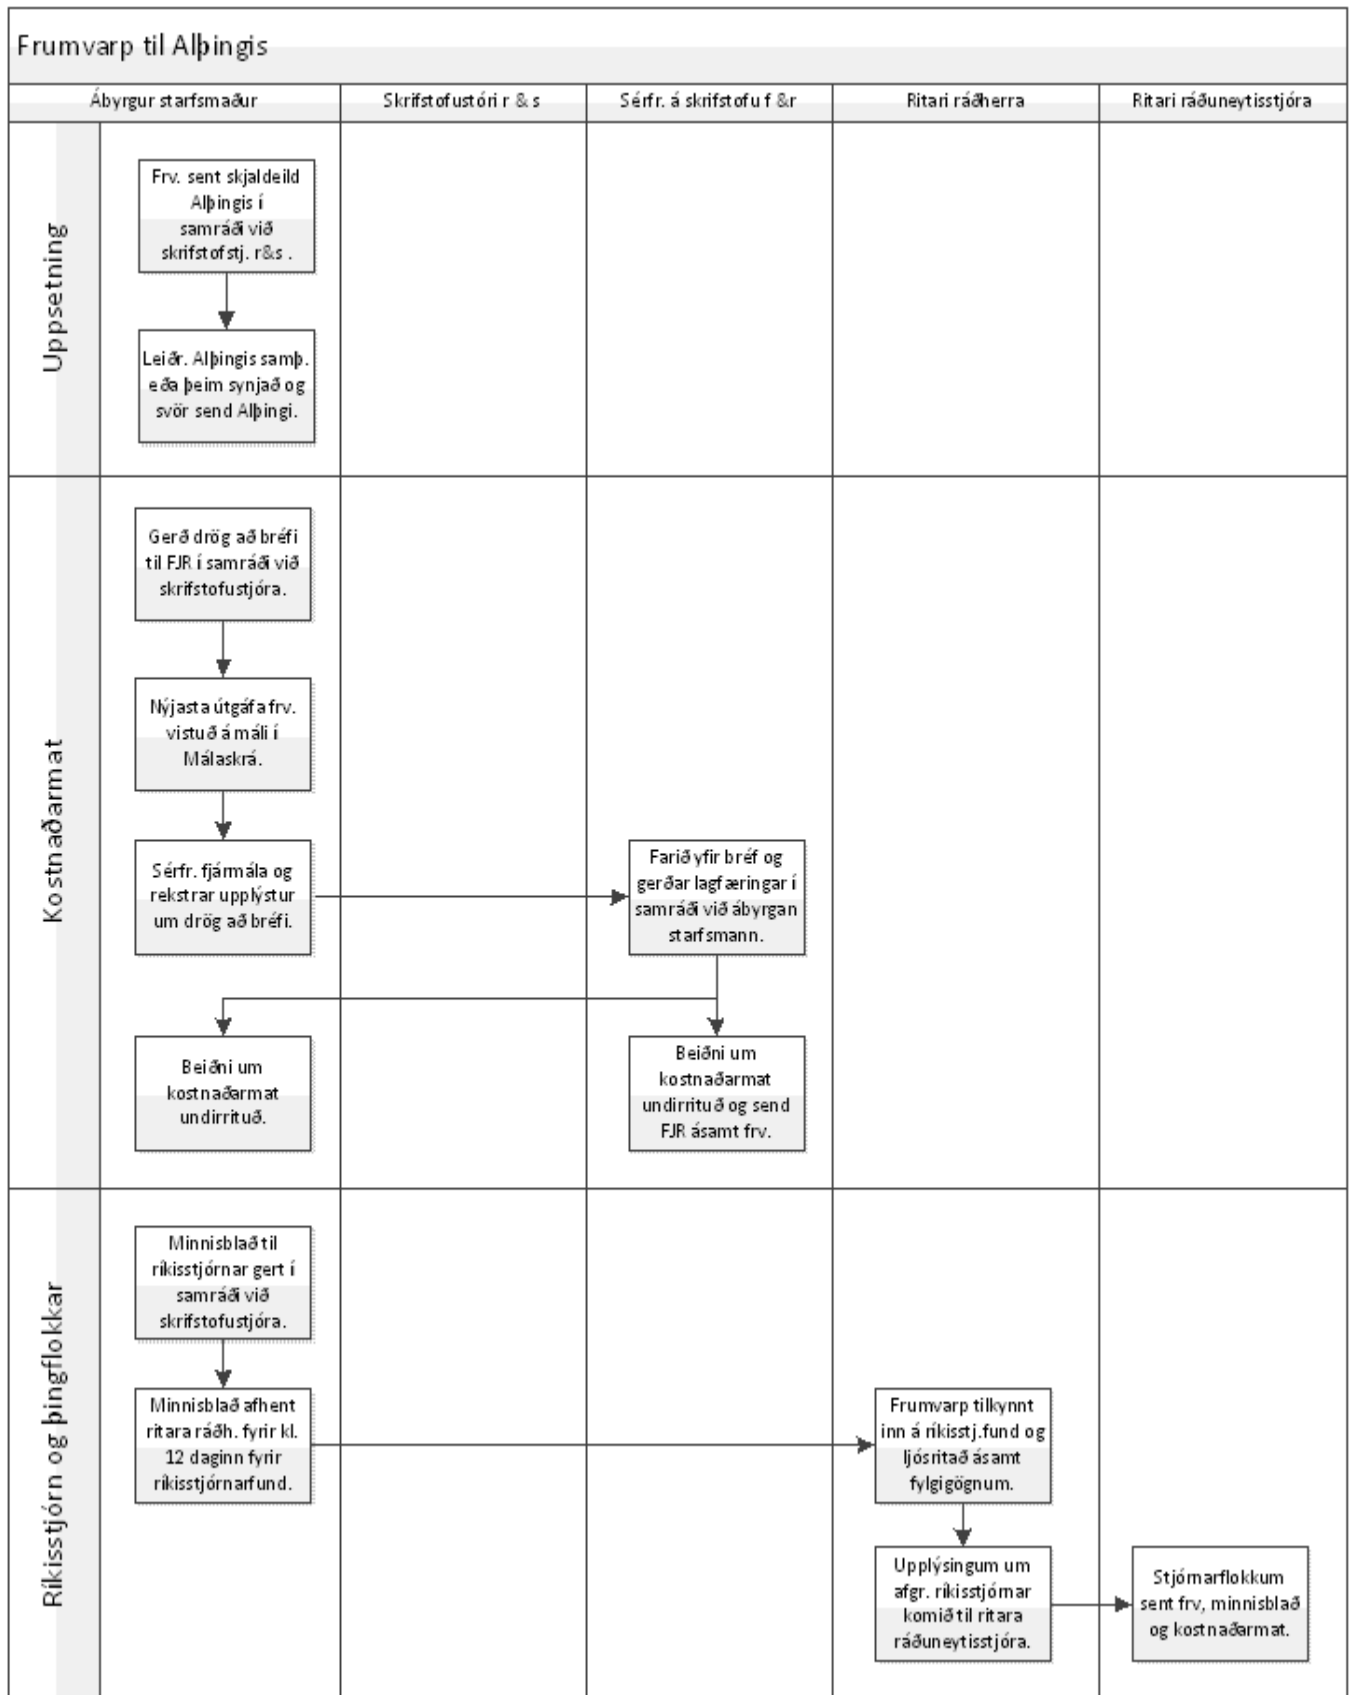 Frumvarp til Alþingis
Ábyrgur starfsmaður
Skrifstofustóri r & s
Sérfr. á skrifstofu f &r
Ritari ráðherra
Ritari ráðuneytisstjóra
Uppsetning
Frv. sent skjaldeild
Alþingis í
samráði við
skrifstofstj. r&s .
Leiðr. Alþingis samþ.
eða þeim synjað og
svör send Alþingi.
Kostnaðarmat
Gerð drög að bréfi
til FJR í samráði við
skrifstofustjóra.
Nýjasta útgáfa frv.
vistuð á máli í
Málaskrá.
Sérfr. fjármála og
rekstrar upplýstur
um drög að bréfi.
Farið yfir bréf og
gerðar lagfæringar í
samráði við ábyrgan
starfsmann.
Beiðni um
kostnaðarmat
undirrituð.
Beiðni um
kostnaðarmat
undirrituð og send
FJR ásamt frv.
Ríkisstjórn og þingflokkar
Minnisblað til
ríkisstjórnar gert í
samráði við
skrifstofustjóra.
Minnisblað afhent
ritara ráðh. fyrir kl.
12 daginn fyrir
ríkisstjórnarfund.
Frumvarp tilkynnt
inn á ríkisstj.fund og
ljósritað ásamt
fylgigögnum.
Upplýsingum um
afgr. ríkisstjórnar
komið til ritara
ráðuneytisstjóra.
Stjórnarflokkum
sent frv, minnisblað
og kostnaðarmat.